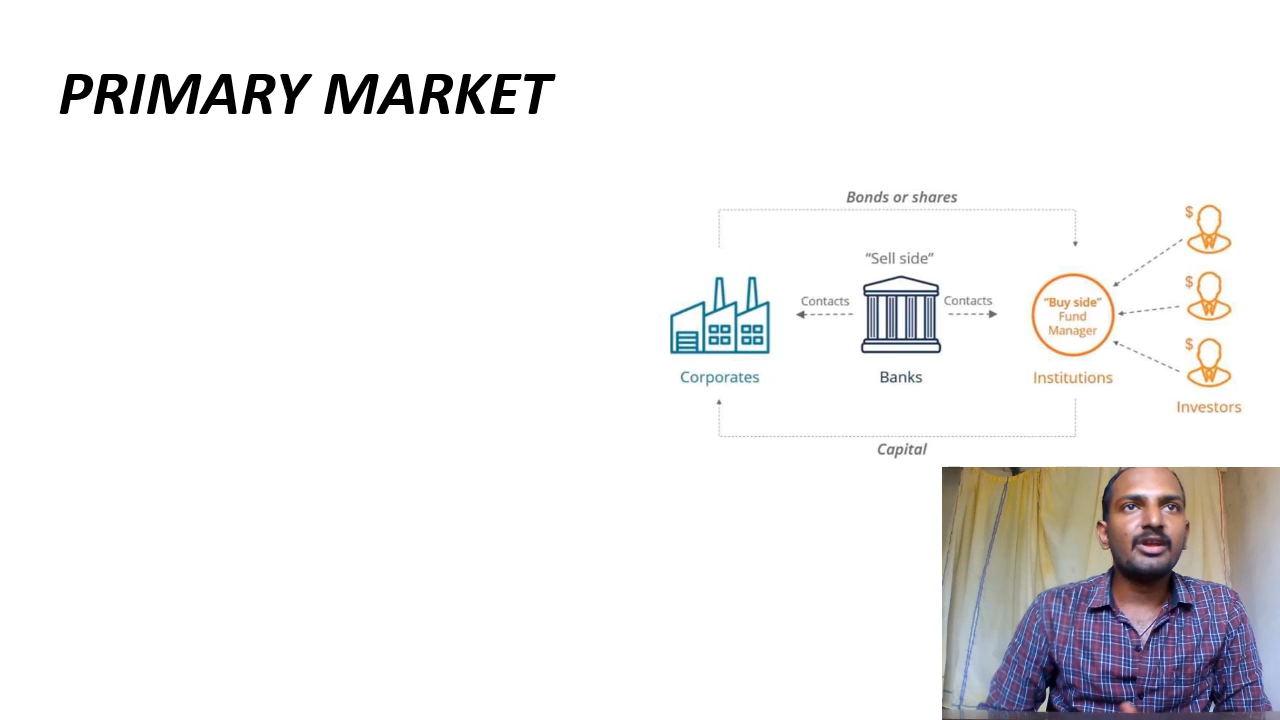 PRIMARY MARKET
Bonds or shares
“Sell side”
Contacts
Contacts
“Buy side”
Fund
Manager
$
$
$
Corporates
Banks
Institutions
Investors
Capital